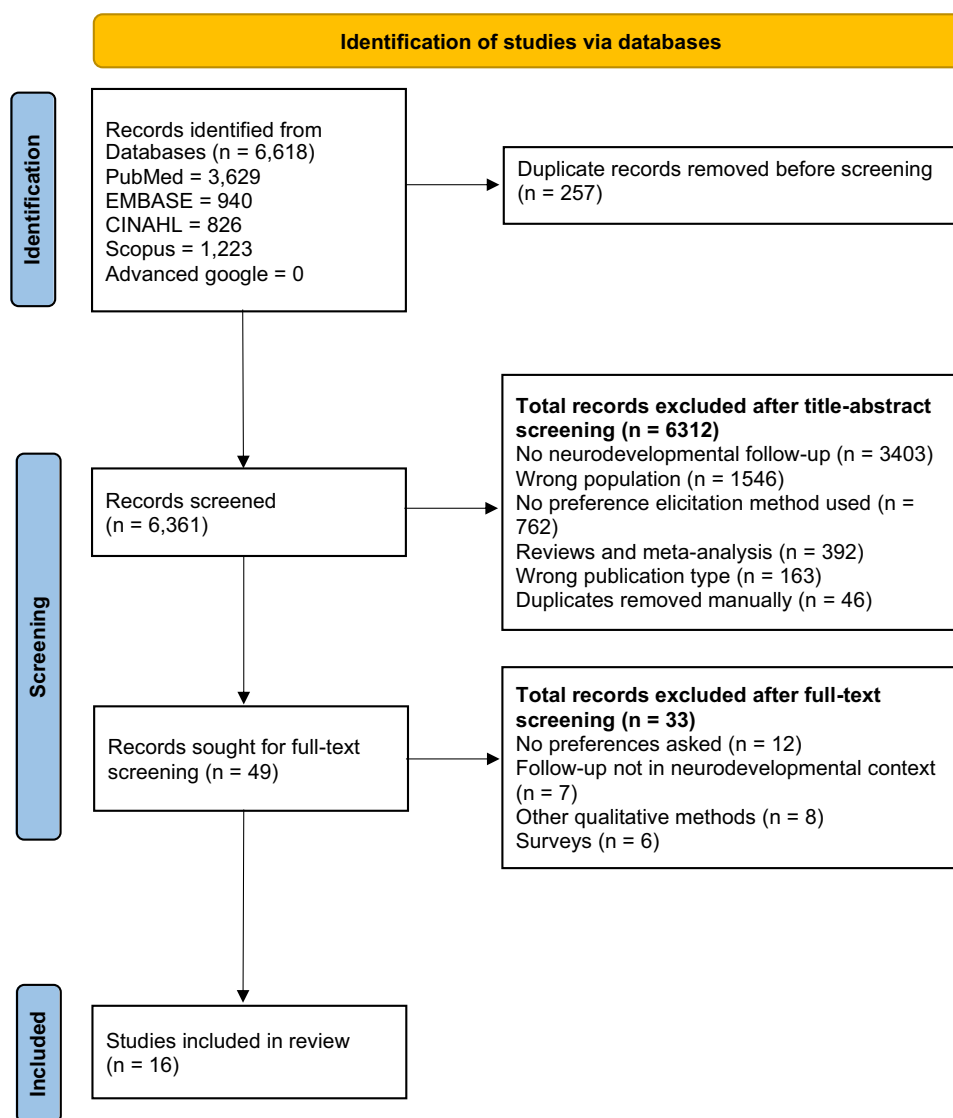 Identification of studies via databases
Identification
Records identified from
Databases (n = 6,618)
PubMed = 3,629
EMBASE = 940
CINAHL = 826
Scopus = 1,223
Advanced google = 0
Duplicate records removed before screening
(n = 257)
Screening
Records screened
(n = 6,361)
Total records excluded after title-abstract
screening (n = 6312)
No neurodevelopmental follow-up (n = 3403)
Wrong population (n = 1546)
No preference elicitation method used (n =
762)
Reviews and meta-analysis (n = 392)
Wrong publication type (n = 163)
Duplicates removed manually (n = 46)
Records sought for full-text
screening (n = 49)
Total records excluded after full-text
screening (n = 33)
No preferences asked (n = 12)
Follow-up not in neurodevelopmental context
(n = 7)
Other qualitative methods (n = 8)
Surveys (n = 6)
Included
Studies included in review
(n = 16)